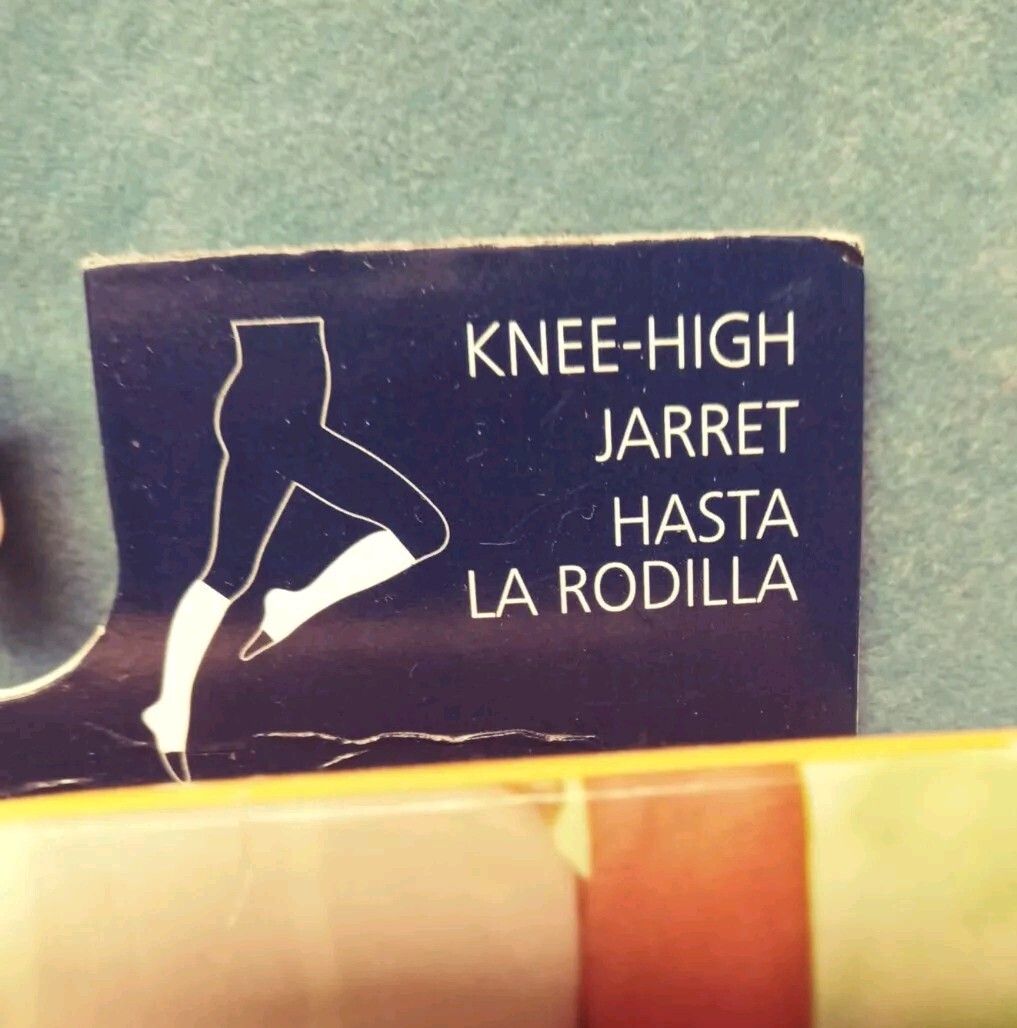 KNEE-HIGH
JARRET
HASTA
LA RODILLA